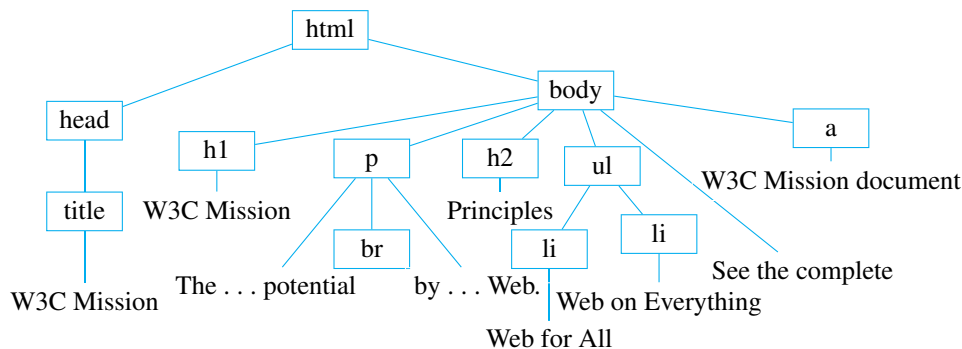 html
body
head
a
h1
p
h2
ul
W3C Mission document
title
W3C Mission
Principles
br
li
li
The . . . potential
by . . . Web.
See the complete
W3C Mission
Web on Everything
Web for All